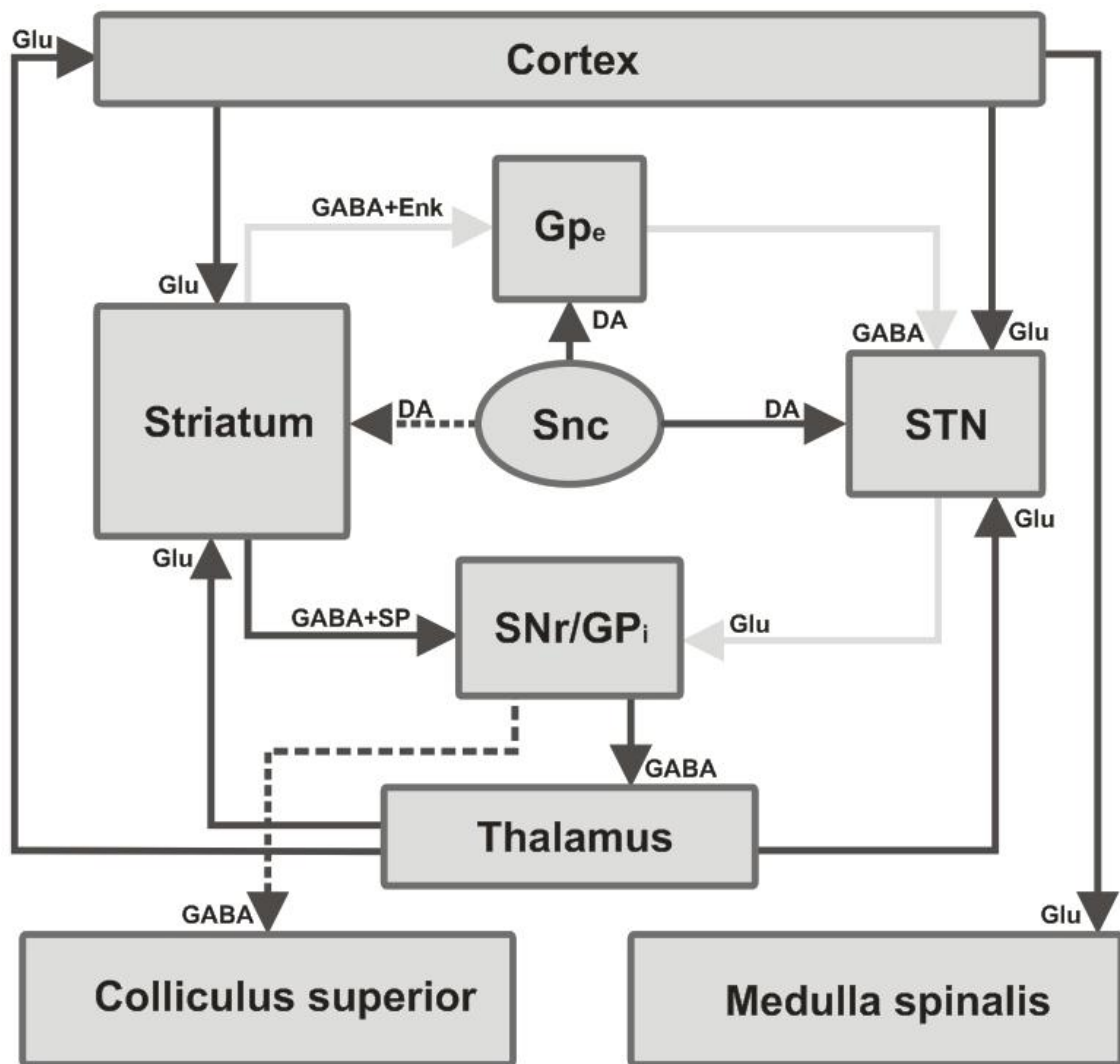 Glu
Cortex
GABA+Enk
Gpe
Glu
DA
GABA
Glu
Striatum
DA
Snc
DA
STN
Glu
Glu
GABA+SP
SNr/GPi
Glu
GABA
Thalamus
GABA
Glu
Colliculus superior
Medulla spinalis